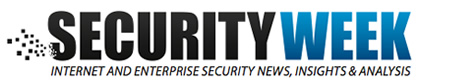 SECURITYWEEK
INTERNET AND ENTERPRISE SECURITY NEWS, INSIGHTS & ANALYSIS